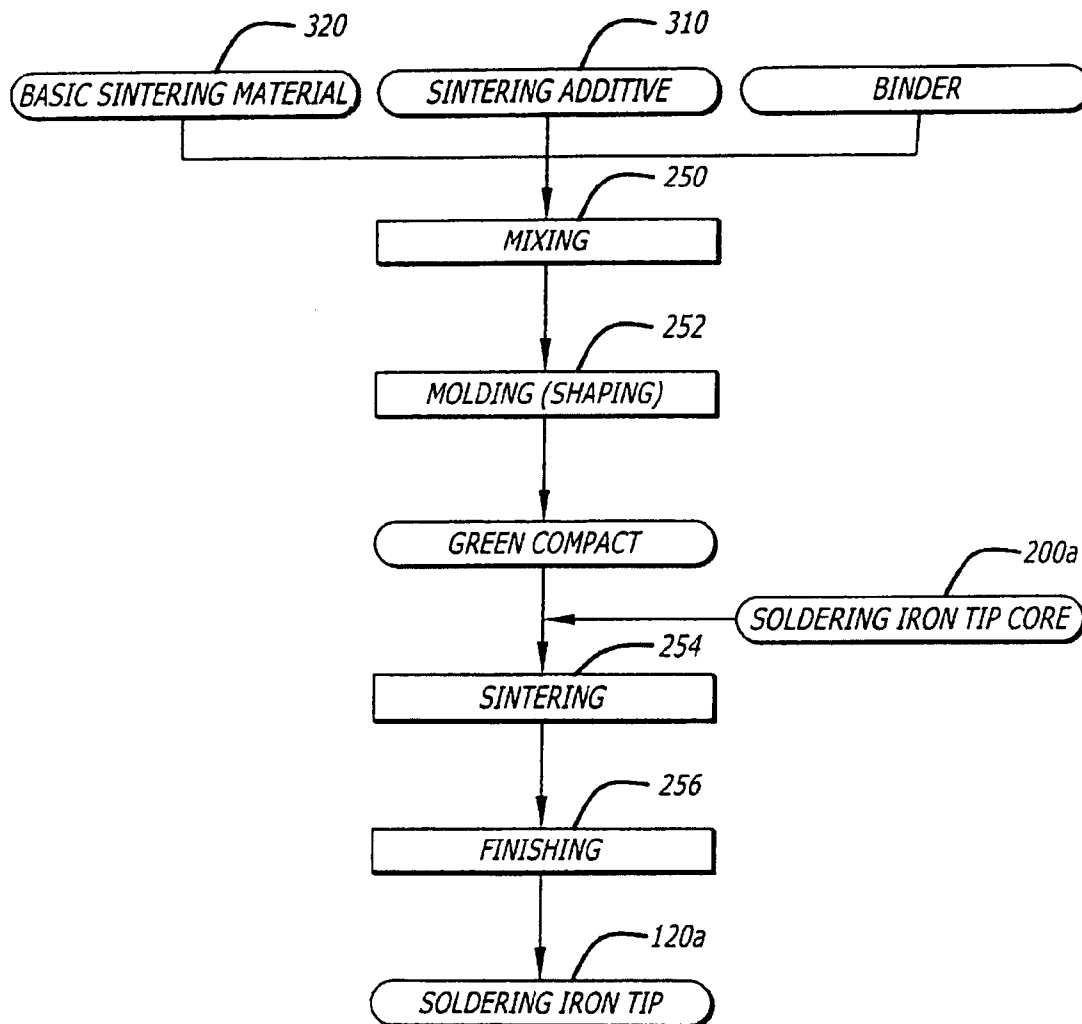 320
310
BASIC SINTERING MATERIAL
SINTERING ADDITIVE
BINDER
250
MIXING
252
MOLDING (SHAPING)
GREEN COMPACT
200a
SOLDERING IRON TIP CORE
254
SINTERING
256
FINISHING
120a
SOLDERING IRON TIP